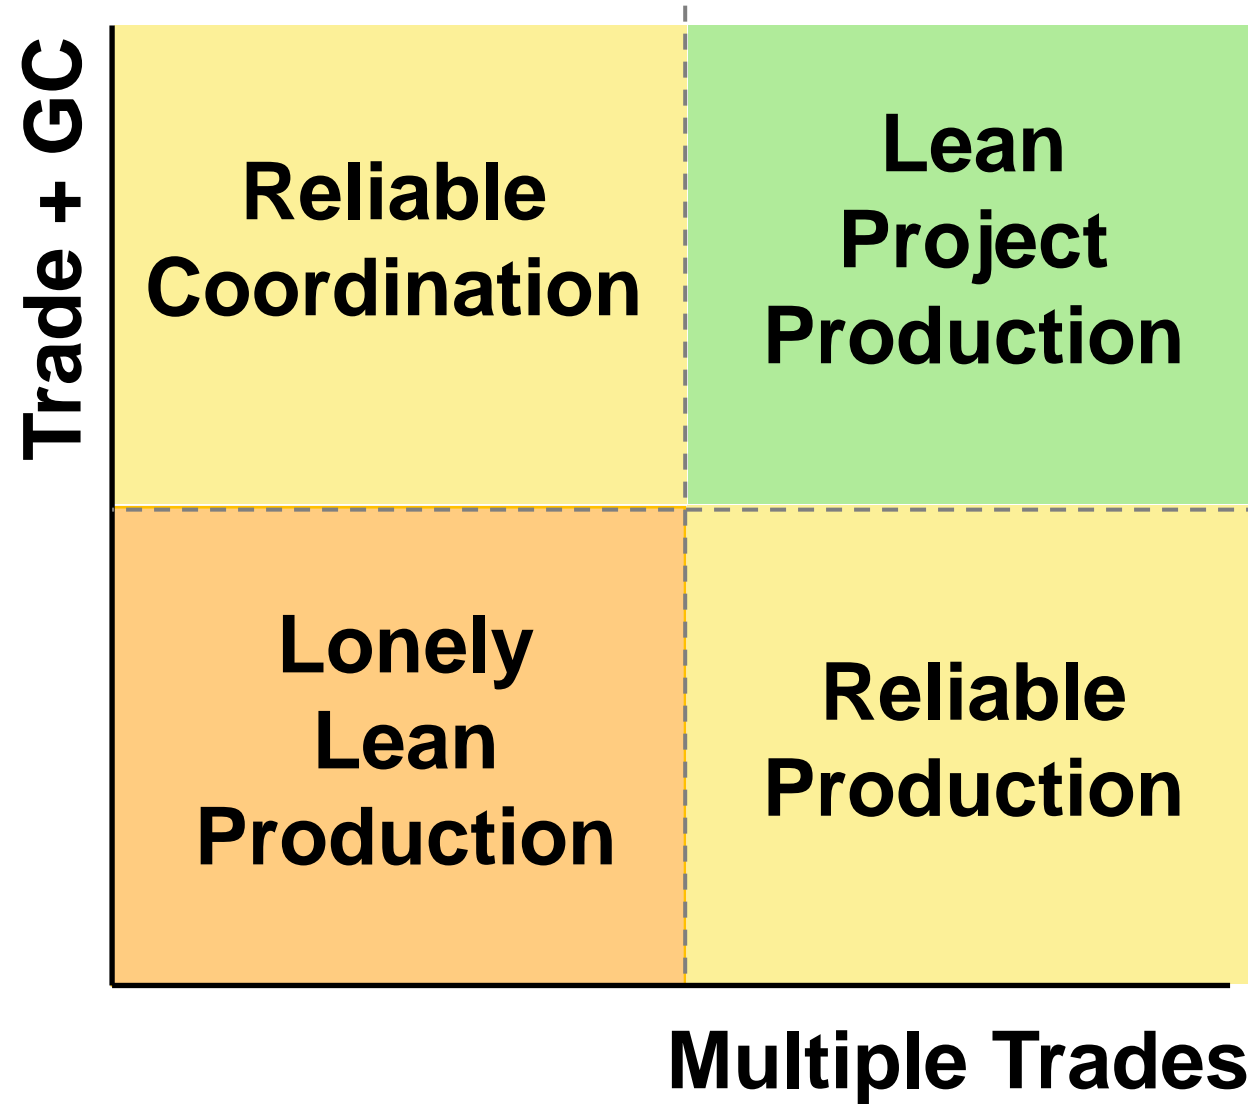 Trade + GC
Reliable
Coordination
Lean
Project
Production
Lonely
Lean
Production
Reliable
Production
Multiple Trades